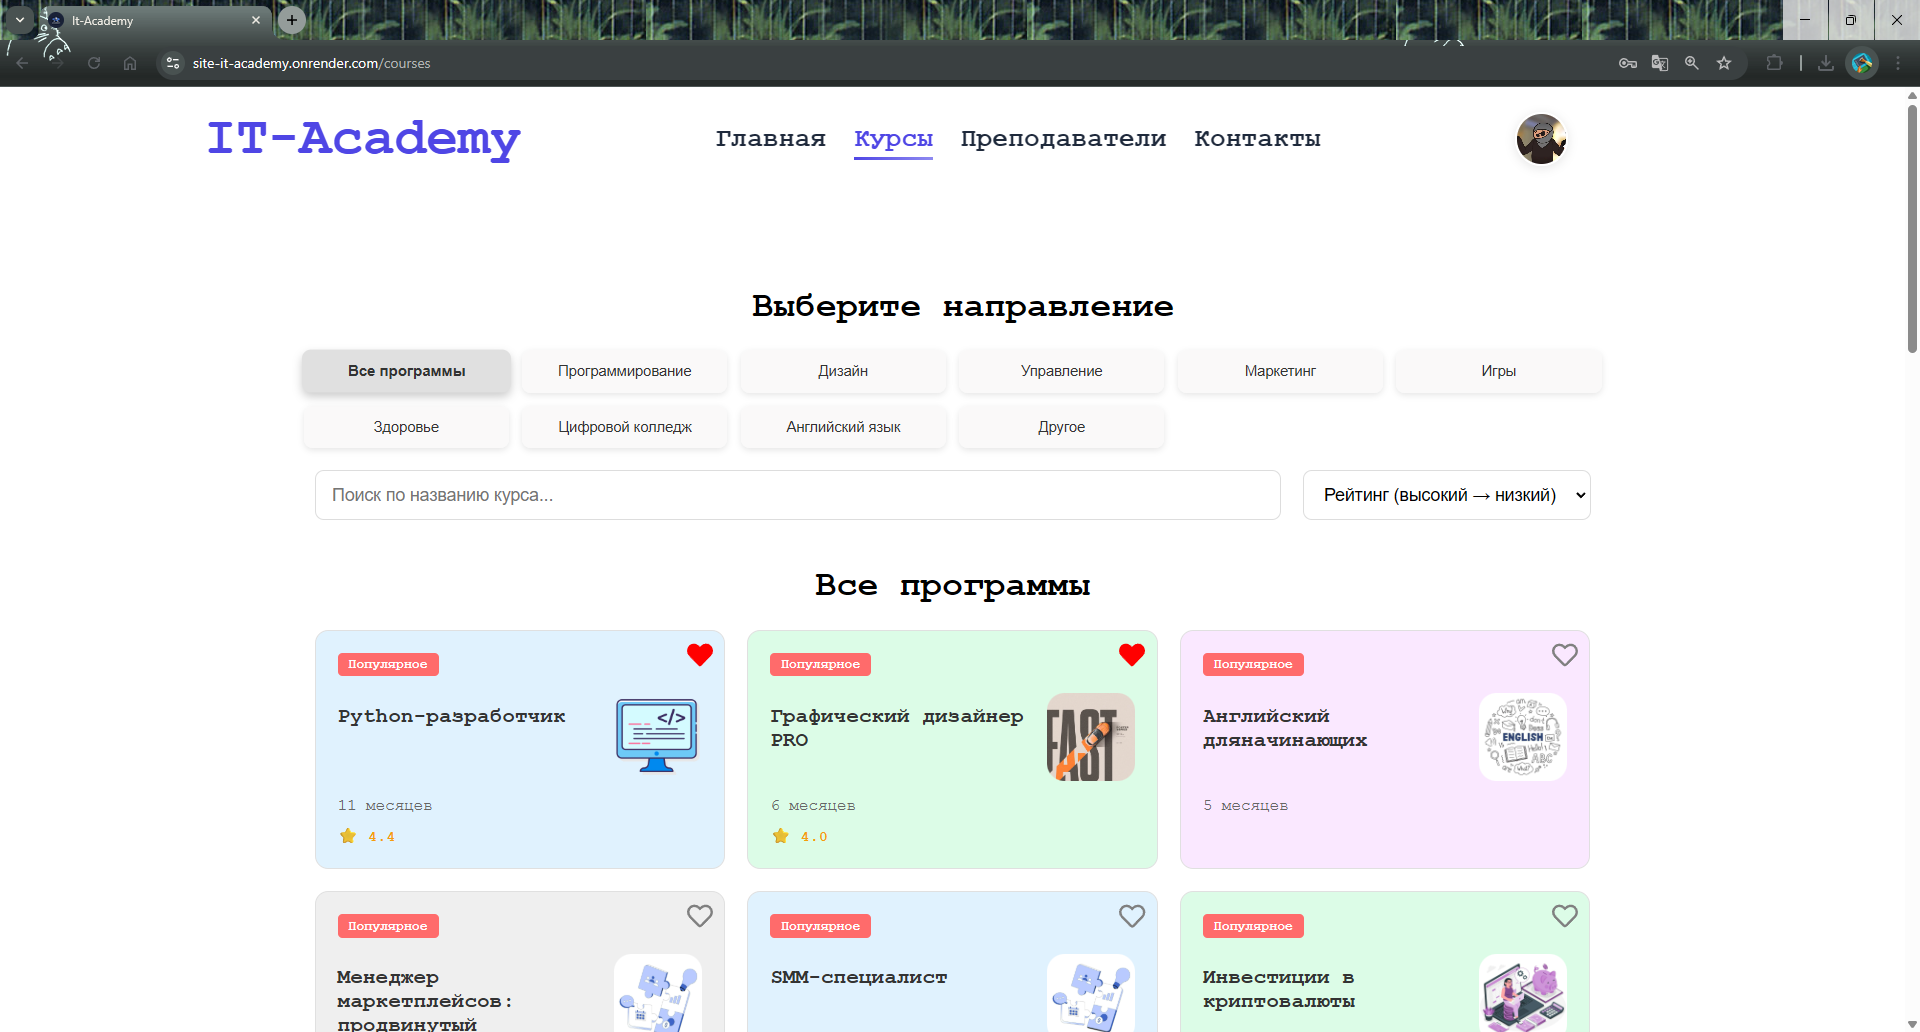 It-Academy
site-it-academy.onrender.com/courses
IT-Academy
Главная Курсы Преподаватели Контакты
Выберите направление
Все программы Программирование Дизайн Управление Маркетинг Игры
Здоровье Цифровой колледж Английский язык Другое
Поиск по названию курса... Рейтинг (высокий → низкий)
Все программы
Популярное
Python-разработчик
11 месяцев
4.4
Популярное
Графический дизайнер
PRO
FAST
6 месяцев
4.0
Популярное
Английский
дляначинающих
ENGLISH
ABC
5 месяцев
Популярное
Менеджер
маркетплейсов:
продвинутый
Популярное
SMM-специалист
Популярное
Инвестиции в
криптовалюты